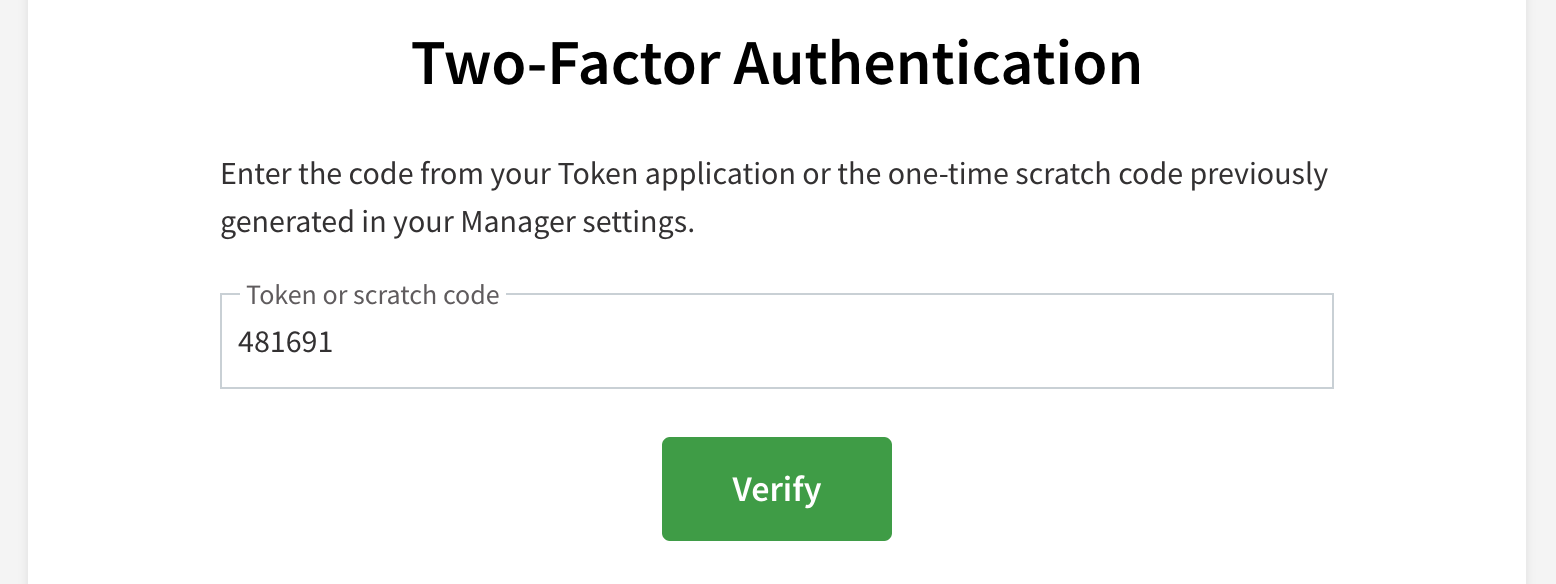 Two-Factor Authentication
Enter the code from your Token application or the one-time scratch code previously
generated in your Manager settings.
Token or scratch code
481691
Verify